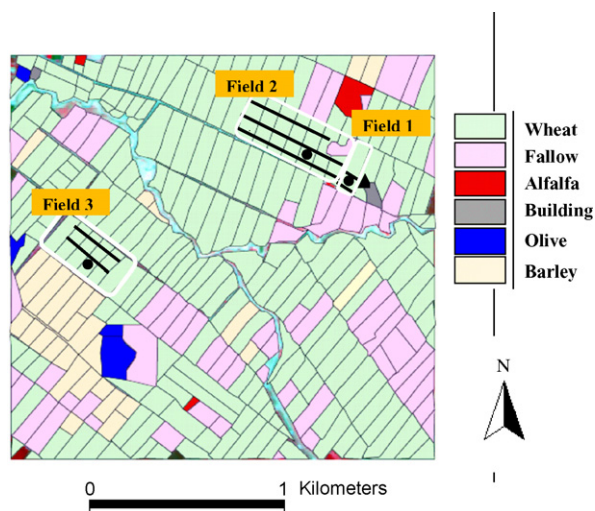 Field 2
Field 1
Field 3
Wheat
Fallow
Alfalfa
Building
Olive
Barley
N
0 1 Kilometers